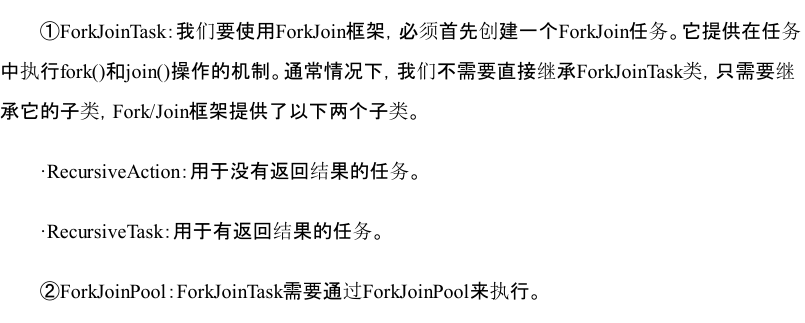 ①ForkJoinTask：我们要使用ForkJoin框架，必须首先创建一个ForkJoin任务。它提供在任务
中执行fork()和join()操作的机制。通常情况下，我们不需要直接继承ForkJoinTask类，只需要继
承它的子类，Fork/Join框架提供了以下两个子类。
·RecursiveAction：用于没有返回结果的任务。
·RecursiveTask：用于有返回结果的任务。
②ForkJoinPool：ForkJoinTask需要通过ForkJoinPool来执行。